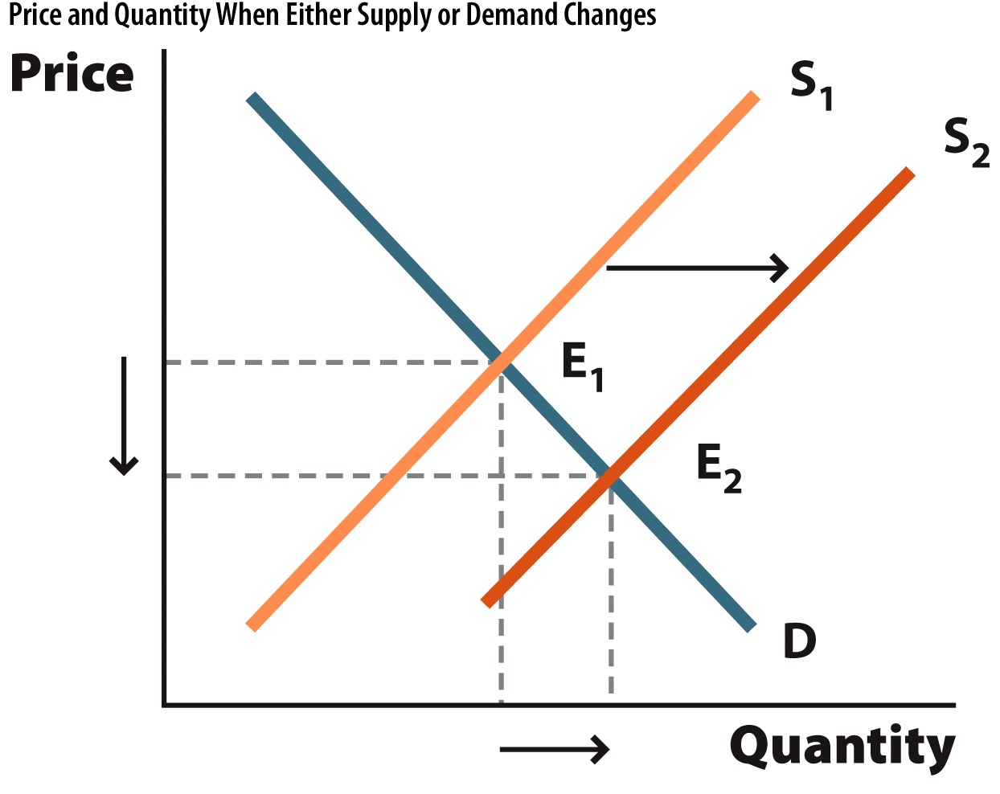 Price and Quantity When Either Supply or Demand Changes
Price
S1
S2
E1
E2
D
Quantity